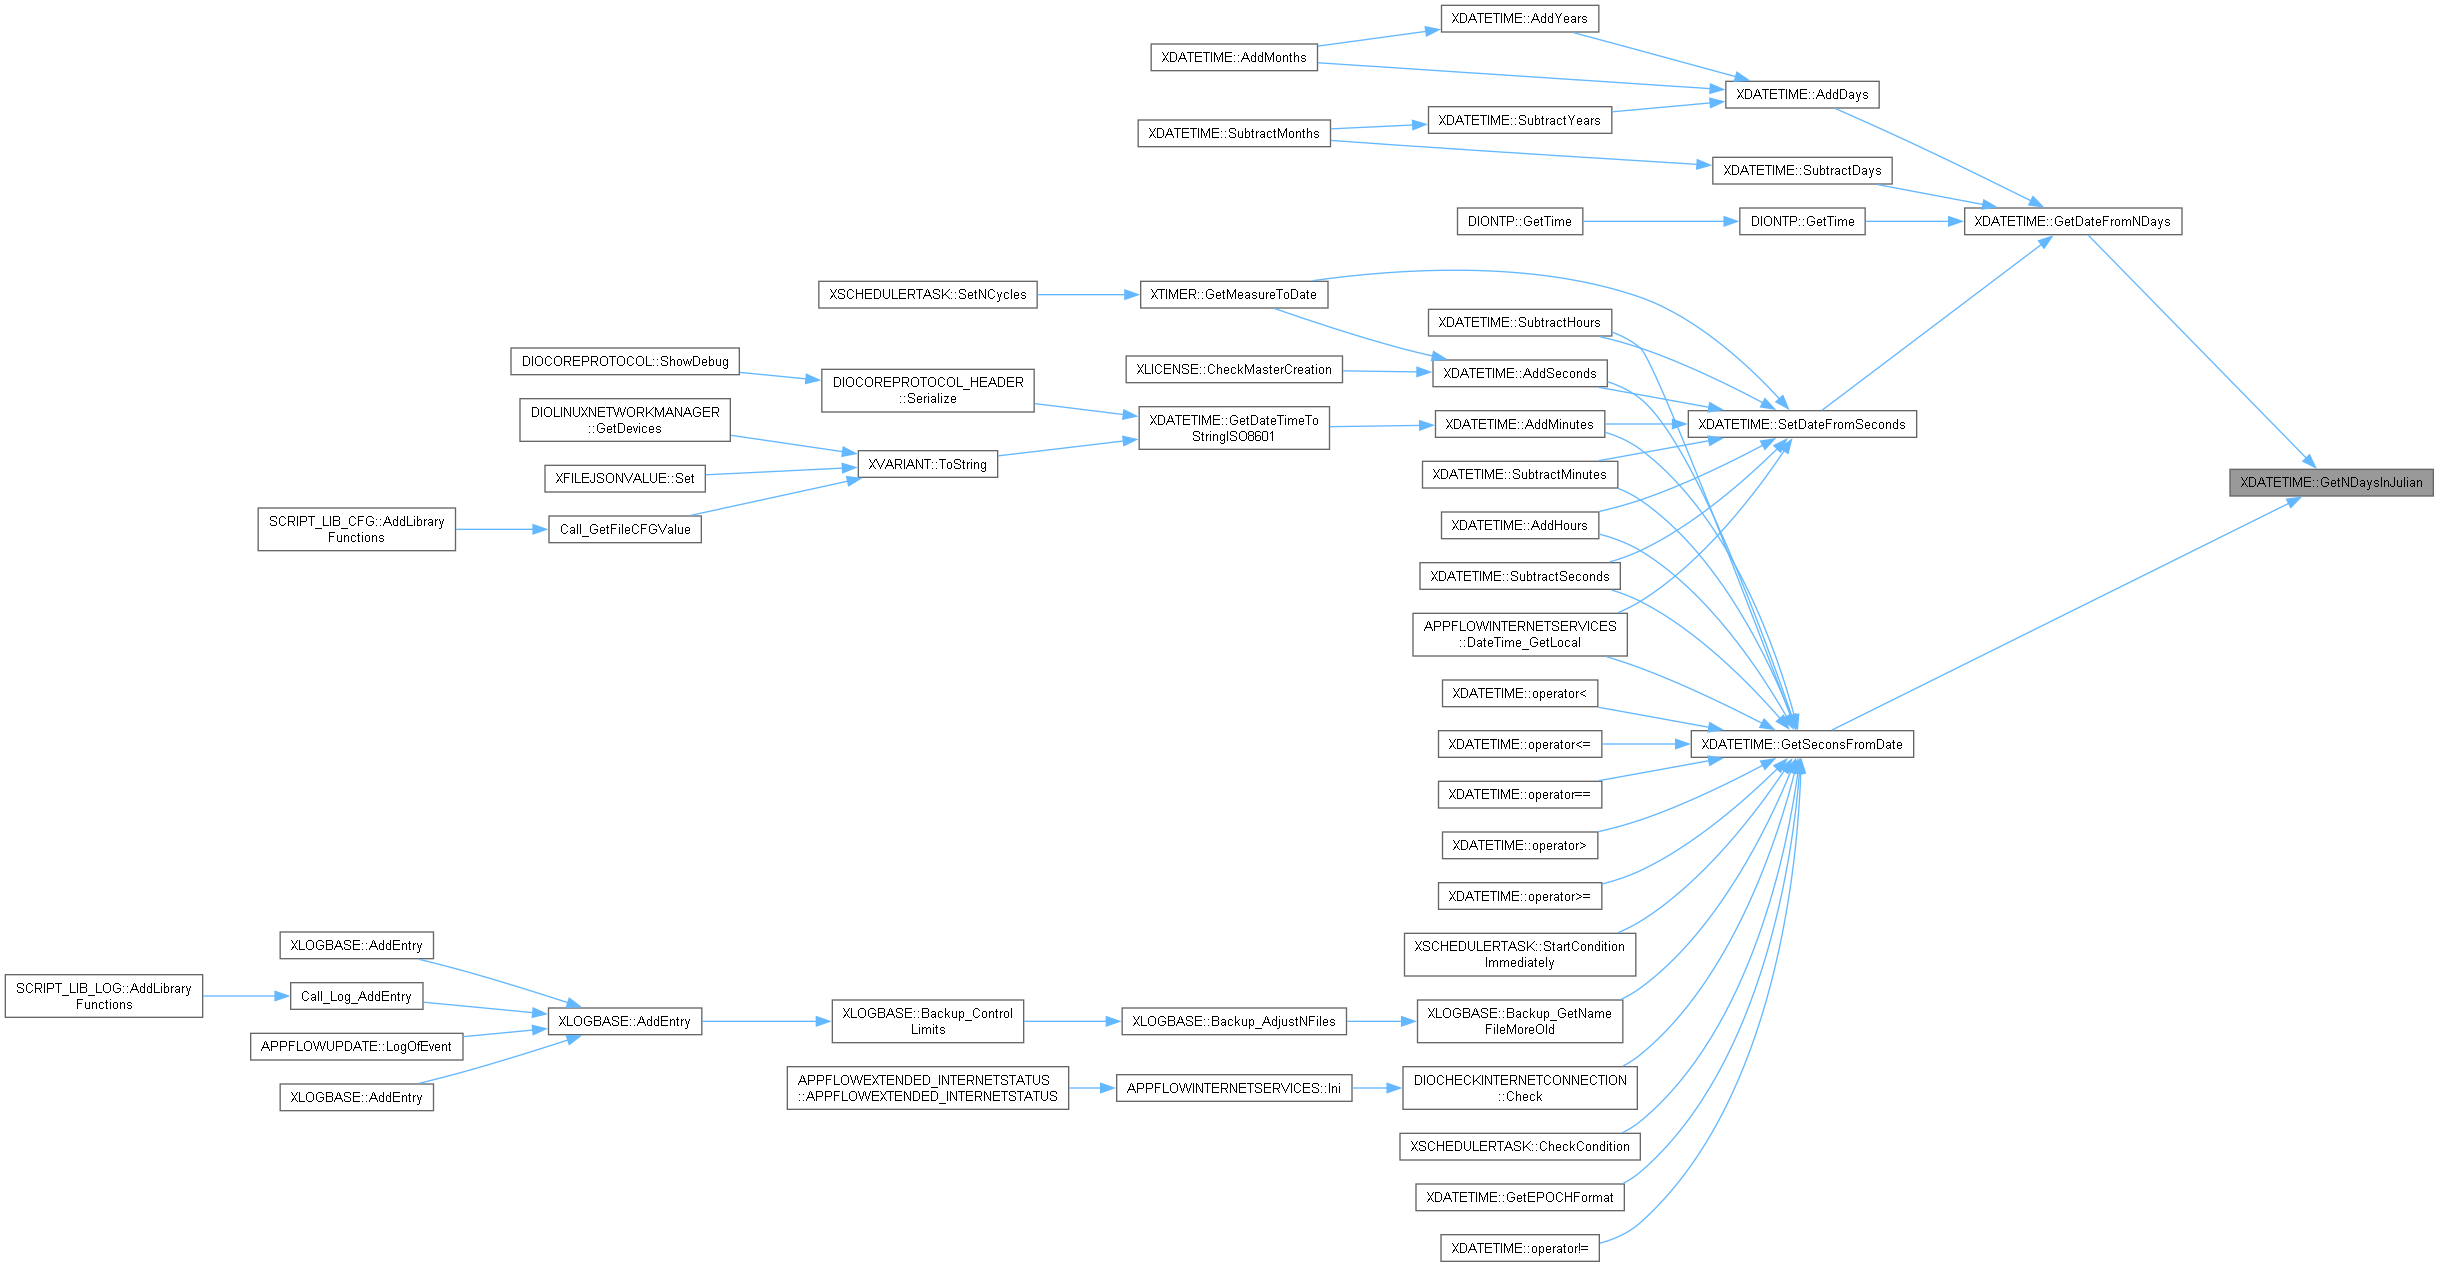 XDATETIME::AddYears
XDATETIME::AddMonths
XDATETIME::AddDays
XDATETIME::SubtractYears
XDATETIME::SubtractMonths
XDATETIME::SubtractDays
DIONTP::GetTime
DIONTP::GetTime
XDATETIME::GetDateFromNDays
XSCHEDULERTASK::SetNCycles
XTIMER::GetMeasureToDate
XDATETIME::SubtractHours
DIOCOREPROTOCOL::ShowDebug
XLICENSE::CheckMasterCreation
XDATETIME::AddSeconds
DIOCOREPROTOCOL_HEADER
::Serialize
DIOLINUXNETWORKMANAGER
::GetDevices
XDATETIME::GetDateTimeTo
StringISO8601
XDATETIME::AddMinutes
XDATETIME::SetDateFromSeconds
XVARIANT::ToString
XFILEJSONVALUE::Set
XDATETIME::SubtractMinutes
XDATETIME::GetNDaysInJulian
SCRIPT_LIB_CFG::AddLibrary
Functions
Call_GetFileCFGValue
XDATETIME::AddHours
XDATETIME::SubtractSeconds
APPFLOWINTERNETSERVICES
::DateTime_GetLocal
XDATETIME::operator<
XDATETIME::operator<=
XDATETIME::GetSeconsFromDate
XDATETIME::operator==
XDATETIME::operator>
XDATETIME::operator>=
XLOGBASE::AddEntry
XSCHEDULERTASK::StartCondition
Immediately
SCRIPT_LIB_LOG::AddLibrary
Functions
Call_Log_AddEntry
XLOGBASE::AddEntry
XLOGBASE::Backup_Control
Limits
XLOGBASE::Backup_AdjustNFiles
XLOGBASE::Backup_GetName
FileMoreOld
APPFLOWUPDATE::LogOfEvent
XLOGBASE::AddEntry
APPFLOWEXTENDED_INTERNETSTATUS
::APPFLOWEXTENDED_INTERNETSTATUS
APPFLOWINTERNETSERVICES::Ini
DIOCHECKINTERNETCONNECTION
::Check
XSCHEDULERTASK::CheckCondition
XDATETIME::GetEPOCHFormat
XDATETIME::operator!=